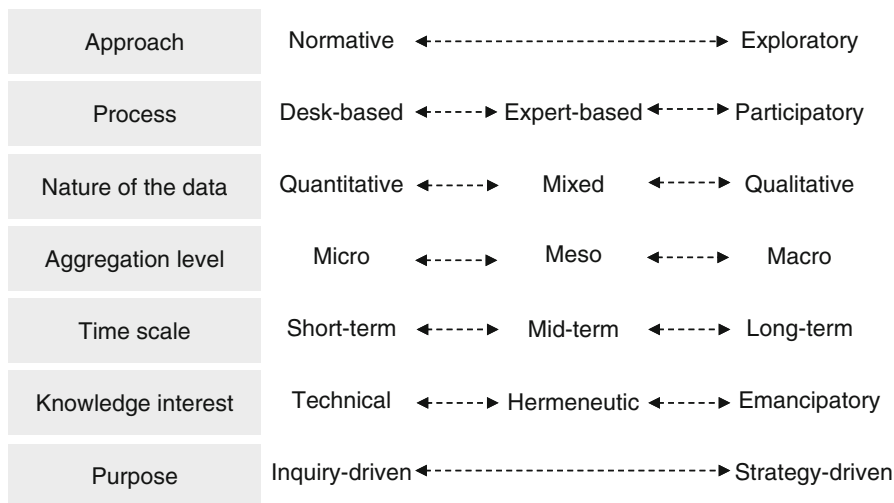 Approach Normative Exploratory
Process Desk-based Expert-based Participatory
Nature of the data Quantitative Mixed Qualitative
Aggregation level Micro Meso Macro
Time scale Short-term Mid-term Long-term
Knowledge interest Technical Hermeneutic Emancipatory
Purpose Inquiry-driven Strategy-driven